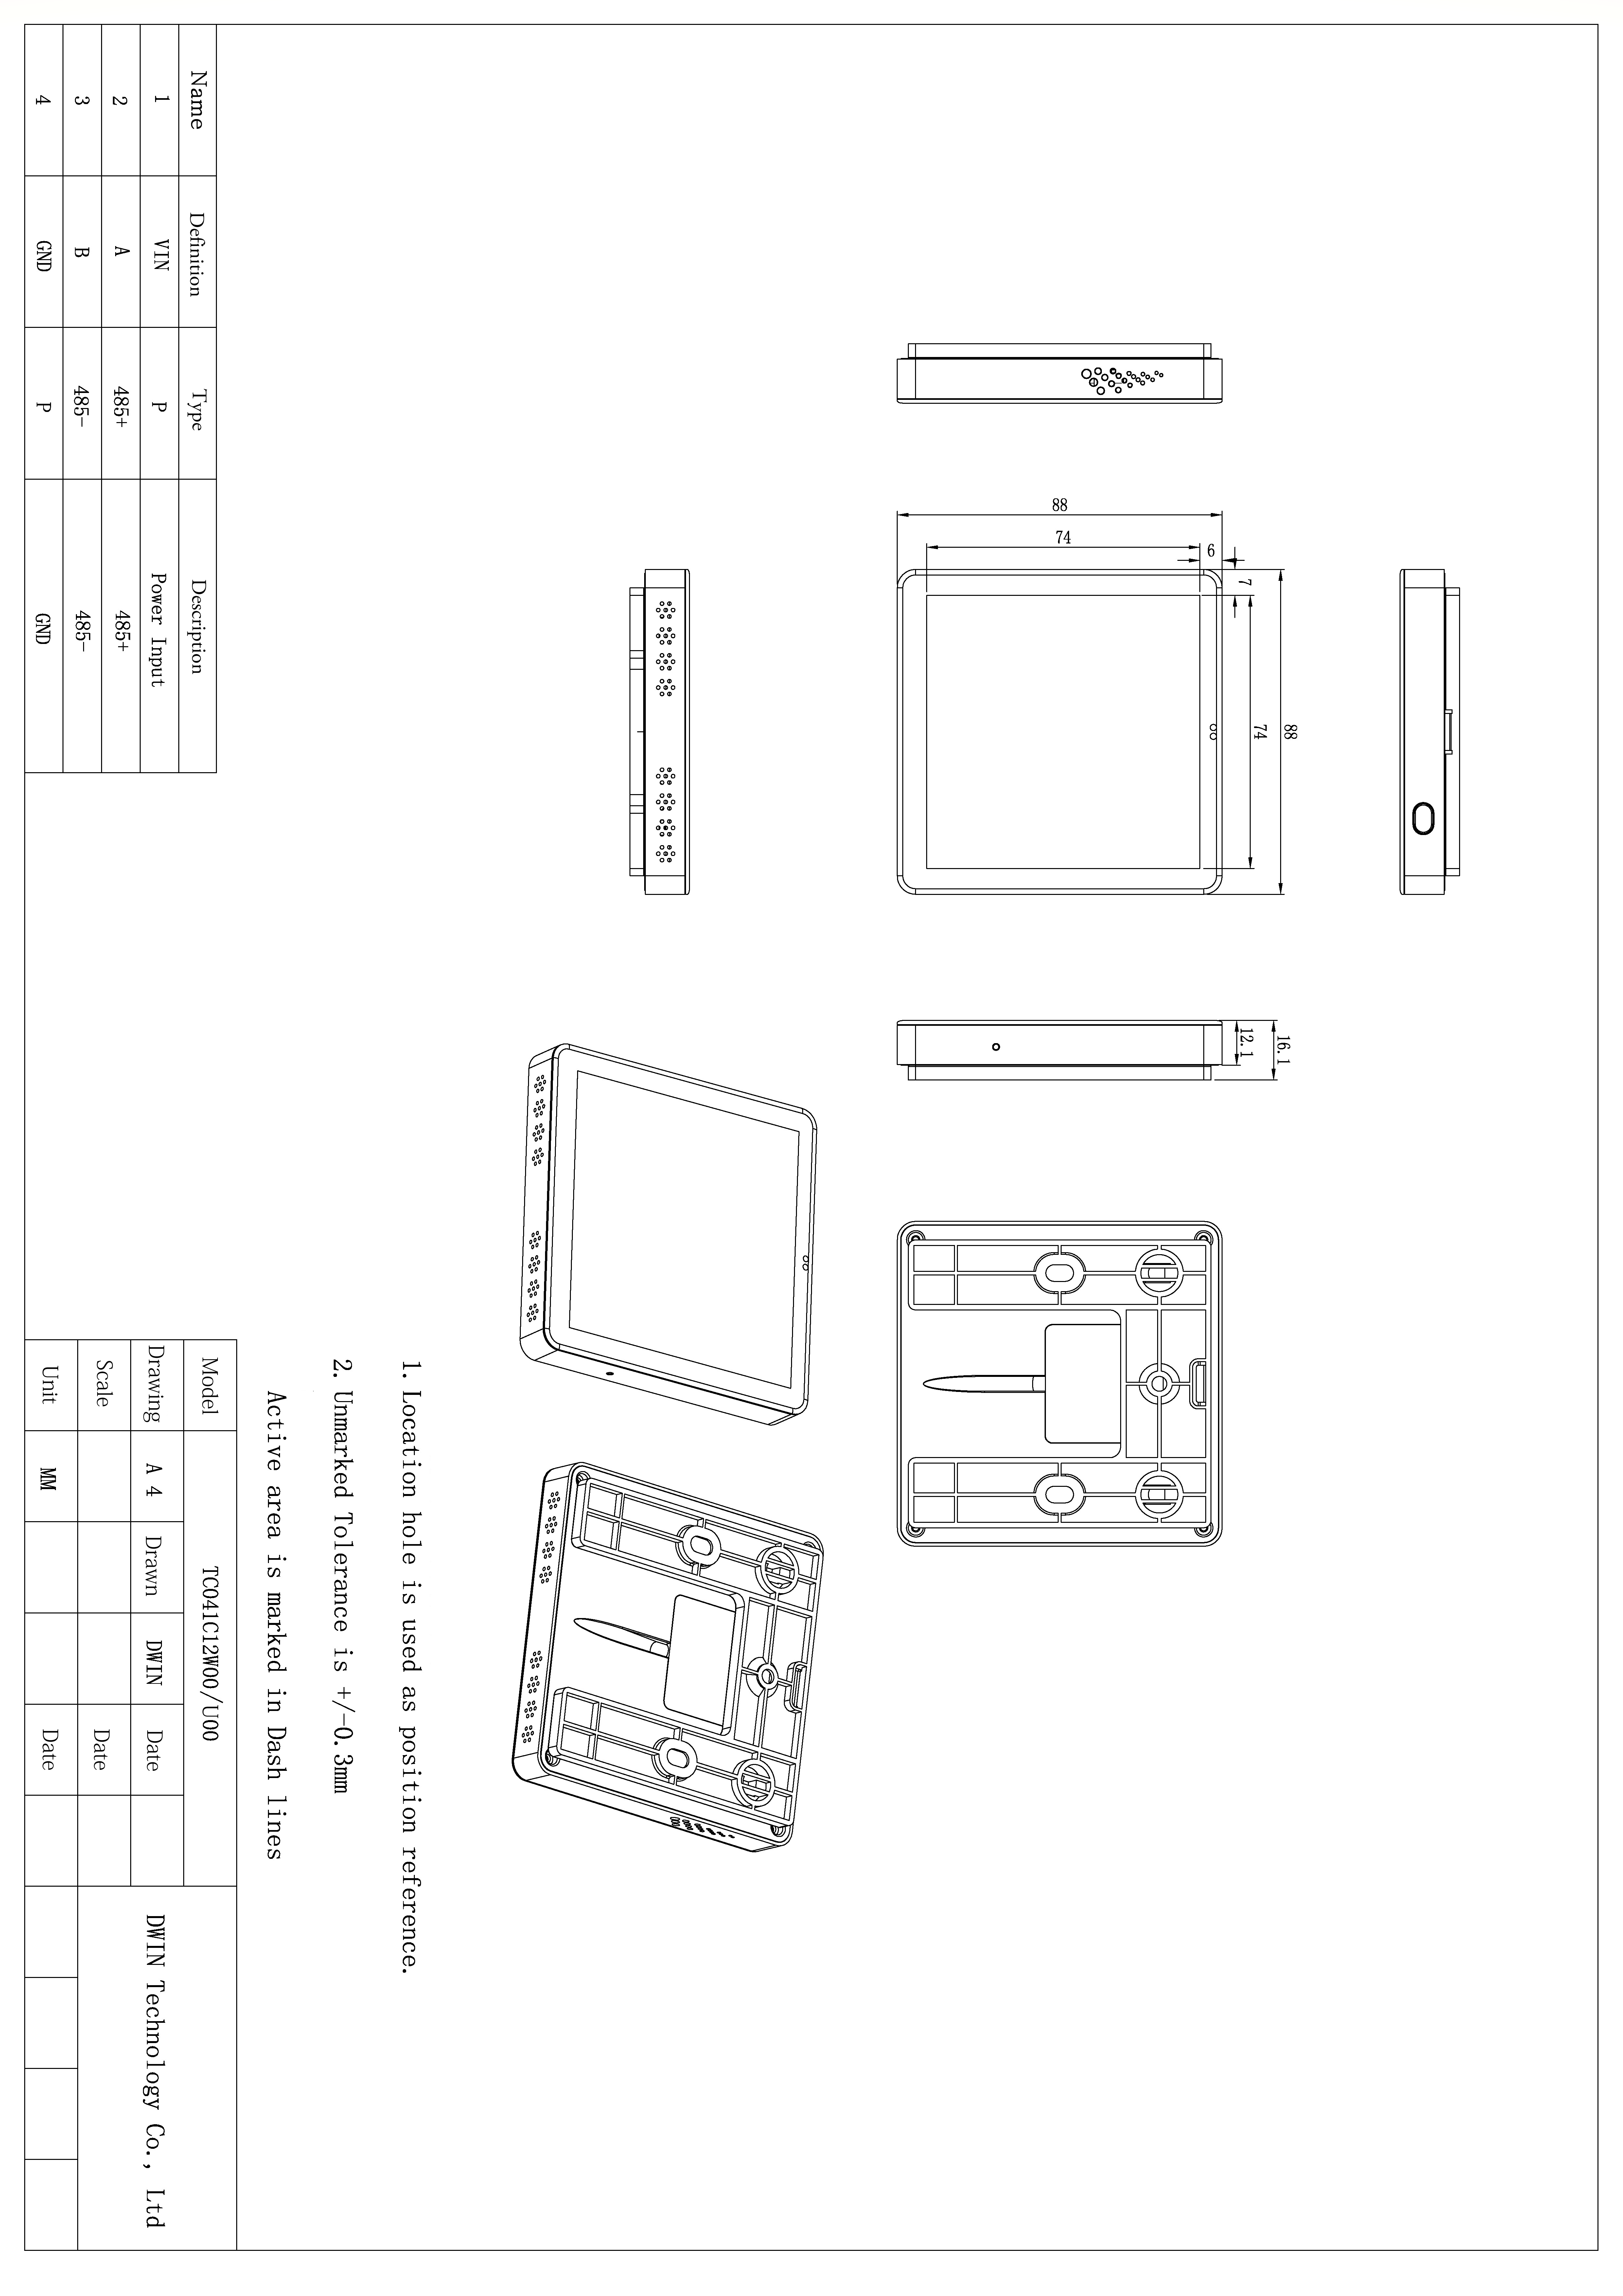 88
74
6
7
74
88
12.1
16.1
1. Location hole is used as position reference.
2. Unmarked Tolerance is +/-0.3mm
Active area is marked in Dash lines
Name Definition Type Description
1 VIN P Power Input
2 A 485+ 485+
3 B 485- 485-
4 GND P GND
Model TC041C12W00/U00
Drawing A 4 Drawn DWIN Date
Scale Date
Unit MM Date
DWIN Technology Co., Ltd